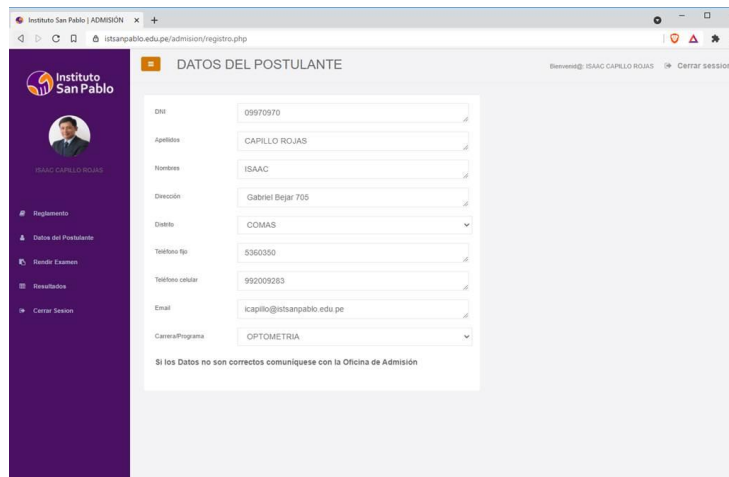 Instituto San Pablo | ADMISIÓN
istsanpablo.edu.pe/admision/registro.php
Instituto
San Pablo
ISAAC CAPILLO ROJAS
Reglamento
Datos del Postulante
Rendir Examen
Resultados
Cerrar Sesion
DATOS DEL POSTULANTE
Bienvenid@: ISAAC CAPILLO ROJAS
Cerrar session
DNI
09970970
Apellidos
CAPILLO ROJAS
Nombres
ISAAC
Dirección
Gabriel Bejar 705
Distrito
COMAS
Teléfono fijo
5360350
Teléfono celular
992009283
Email
icapillo@istsanpablo.edu.pe
Carrera/Programa
OPTOMETRIA
Si los Datos no son correctos comuniquese con la Oficina de Admisión